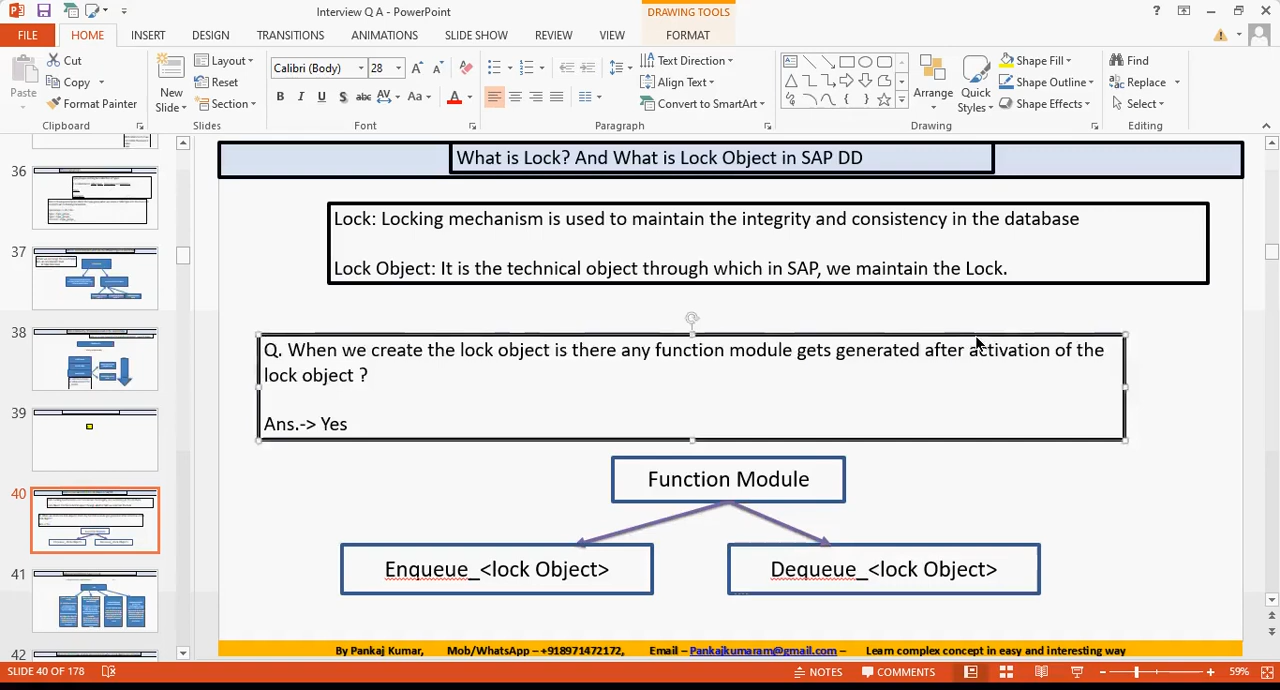 Interview Q A - PowerPoint
DRAWING TOOLS
FILE HOME INSERT DESIGN TRANSITIONS ANIMATIONS SLIDE SHOW REVIEW VIEW FORMAT
Paste
Cut
Copy
Format Painter
Clipboard
New Slide
Layout
Reset
Section
Slides
Calibri (Body) 28
Font
Text Direction
Align Text
Convert to SmartArt
Paragraph
Arrange
Quick Styles
Shape Fill
Shape Outline
Shape Effects
Drawing
Find
Replace
Select
Editing
36
37
38
39
40
41
42
What is Lock? And What is Lock Object in SAP DD
Lock: Locking mechanism is used to maintain the integrity and consistency in the database
Lock Object: It is the technical object through which in SAP, we maintain the Lock.
Q. When we create the lock object is there any function module gets generated after activation of the
lock object ?
Ans.-> Yes
Function Module
Enqueue_<lock Object>
Dequeue_<lock Object>
By Pankaj Kumar, Mob/WhatsApp – +918971472172, Email – Pankajkumaram@gmail.com – Learn complex concept in easy and interesting way
SLIDE 40 OF 178
NOTES
COMMENTS
59%